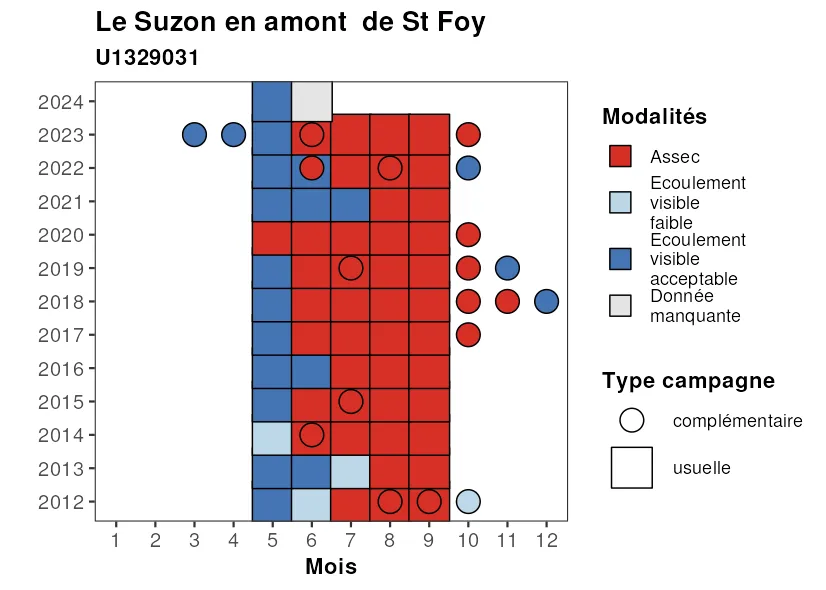 Le Suzon en amont  de St Foy
U1329031
2024
2023
2022
2021
2020
2019
2018
2017
2016
2015
2014
2013
2012
1 2 3 4 5 6 7 8 9 10 11 12
Mois
Modalités
Assec
Ecoulement
visible
faible
Ecoulement
visible
acceptable
Donnée
manquante
Type campagne
complémentaire
usuelle